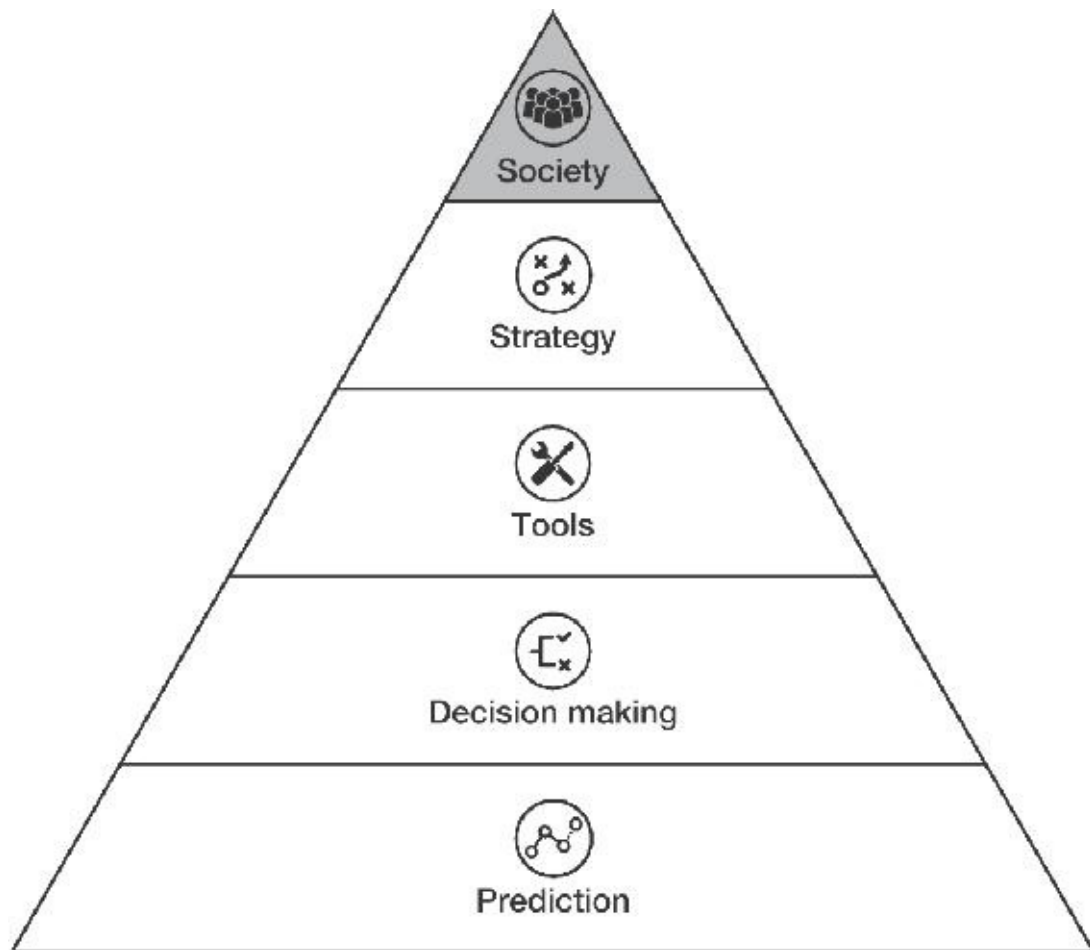 Society
Strategy
Tools
Decision making
Prediction